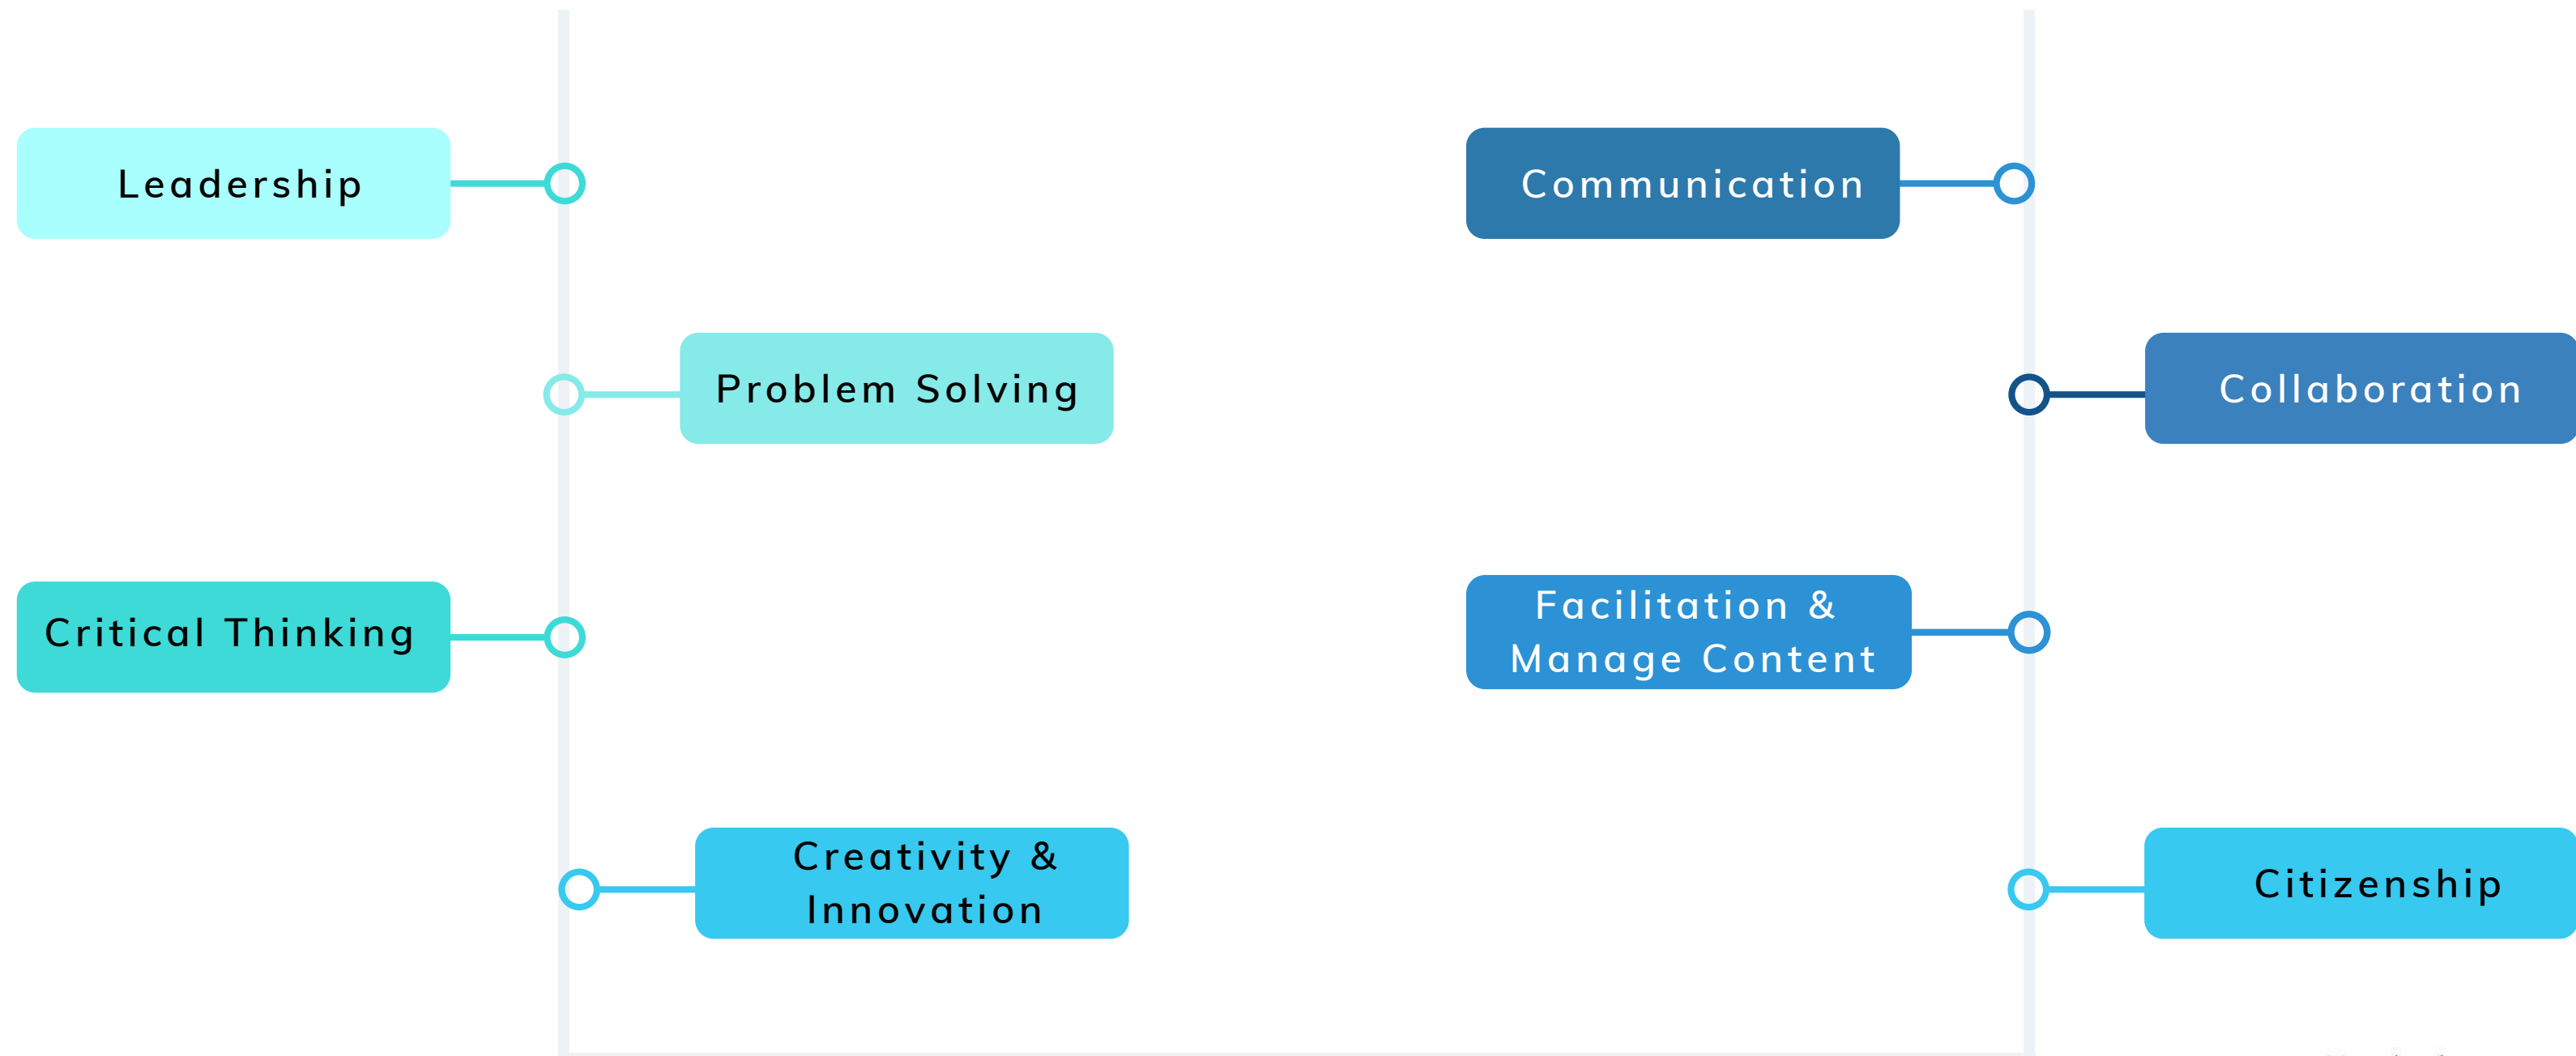 Leadership
Problem Solving
Critical Thinking
Creativity &
Innovation
Communication
Collaboration
Facilitation &
Manage Content
Citizenship